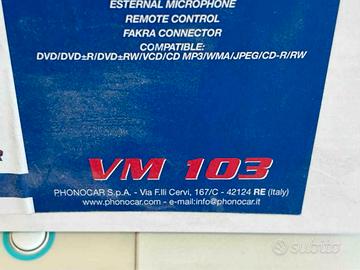 ESTERNAL MICROPHONE
REMOTE CONTROL
FAKRA CONNECTOR
COMPATIBLE:
DVD/DVD±R/DVD±RW/VCD/CD MP3/WMA/JPEG/CD-R/RW
VM 103
PHONOCAR S.p.A. - Via F.lli Cervi, 167/C - 42124 RE (Italy)
www.phonocar.com - e-mail:info@phonocar.it
subito